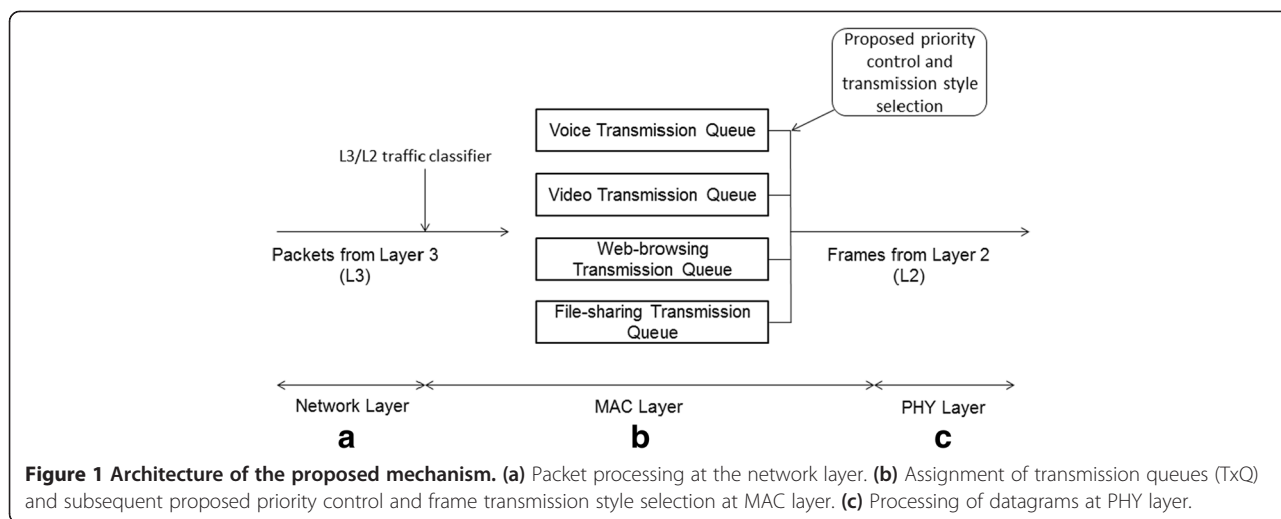 Proposed priority
control and
transmission style
selection
Voice Transmission Queue
L3/L2 traffic classifier
Video Transmission Queue
Packets from Layer 3
(L3)
Web-browsing
Transmission Queue
Frames from Layer 2
(L2)
File-sharing Transmission
Queue
Network Layer
MAC Layer
PHY Layer
a
b
c
Figure 1 Architecture of the proposed mechanism. (a) Packet processing at the network layer. (b) Assignment of transmission queues (TxQ)
and subsequent proposed priority control and frame transmission style selection at MAC layer. (c) Processing of datagrams at PHY layer.